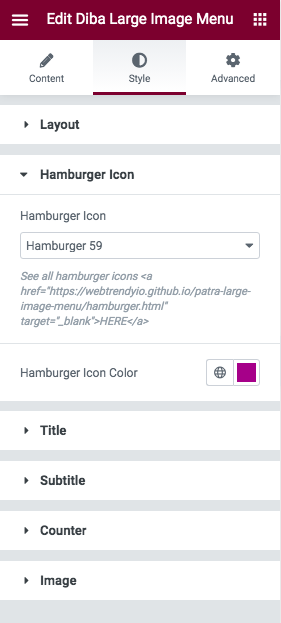 Edit Diba Large Image Menu
Content Style Advanced
Layout
Hamburger Icon
Hamburger Icon
Hamburger 59
See all hamburger icons <a
href="https://webtrendyio.github.io/patra-large-
image-menu/hamburger.html"
target="_blank">HERE</a>
Hamburger Icon Color
Title
Subtitle
Counter
Image